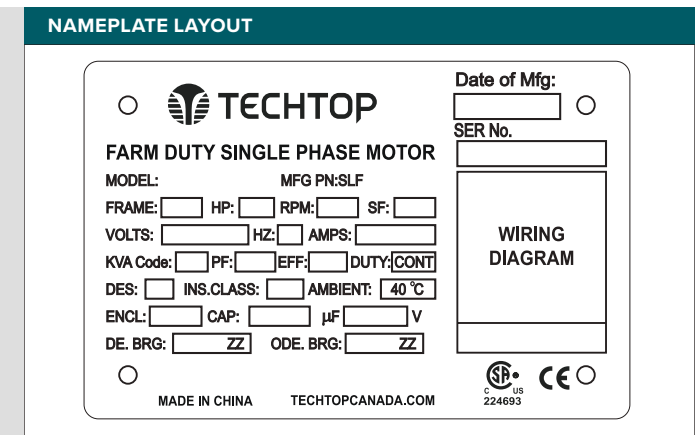 NAMEPLATE LAYOUT
TECHTOP
Date of Mfg:
SER No.
FARM DUTY SINGLE PHASE MOTOR
MODEL: MFG PN:SLF
FRAME: HP: RPM: SF:
VOLTS: HZ: AMPS:
KVA Code: PF: EFF: DUTY: CONT
DES: INS.CLASS: AMBIENT: 40 °C
ENCL: CAP: µF V
DE. BRG: ZZ ODE. BRG: ZZ
WIRING
DIAGRAM
MADE IN CHINA TECHTOPCANADA.COM
SA
C US
224693
CE